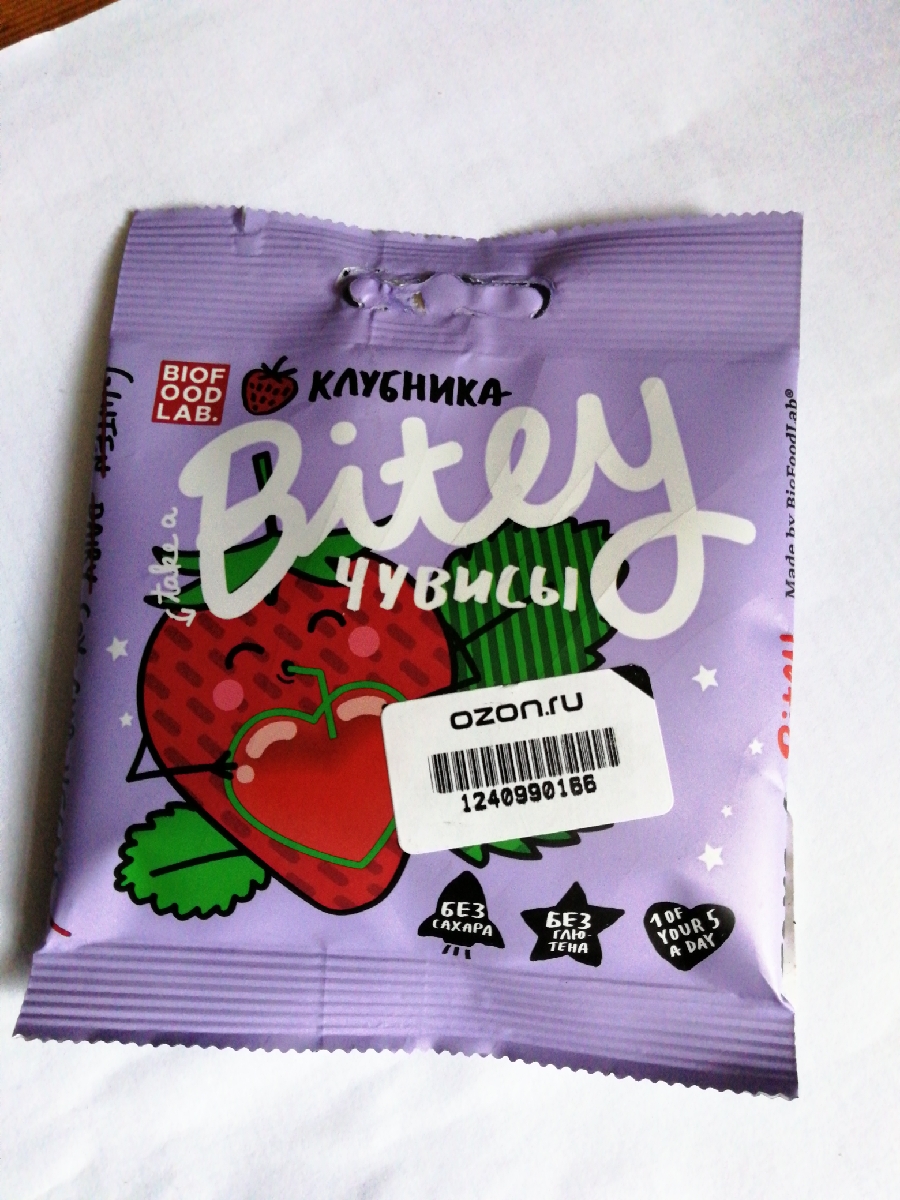 BIOF
OOD
LAB.
КЛУБНИКА
take a
Bitey
ЧУВИСЫ
Made by BioFoodLab®
ozon.ru
1240990166
БЕЗ
САХАРА
БЕЗ
ГЛЮ-
ТЕНА
1 OF
YOUR 5
A DAY